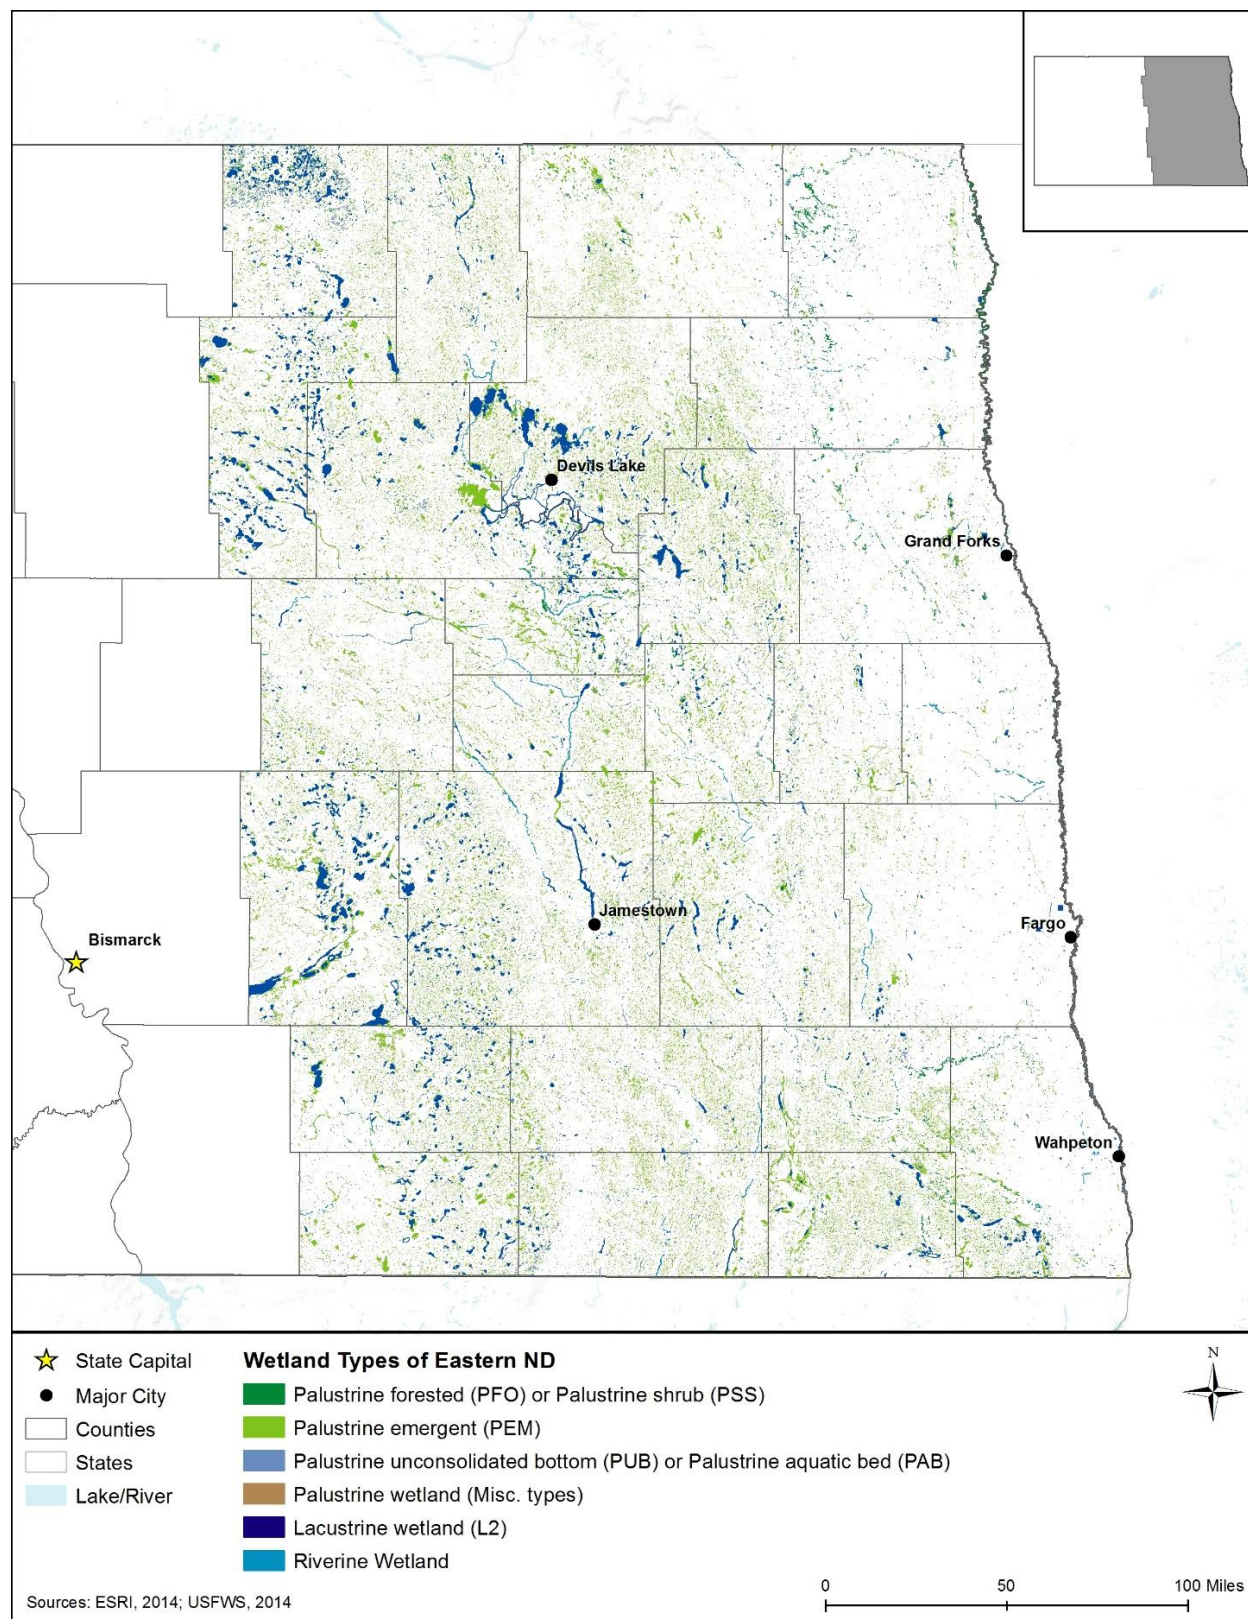 Devils Lake
Grand Forks
Jamestown
Fargo
Bismarck
Wahpeton
State Capital
Major City
Counties
States
Lake/River
Wetland Types of Eastern ND
Palustrine forested (PFO) or Palustrine shrub (PSS)
Palustrine emergent (PEM)
Palustrine unconsolidated bottom (PUB) or Palustrine aquatic bed (PAB)
Palustrine wetland (Misc. types)
Lacustrine wetland (L2)
Riverine Wetland
N
0 50 100 Miles
Sources: ESRI, 2014; USFWS, 2014